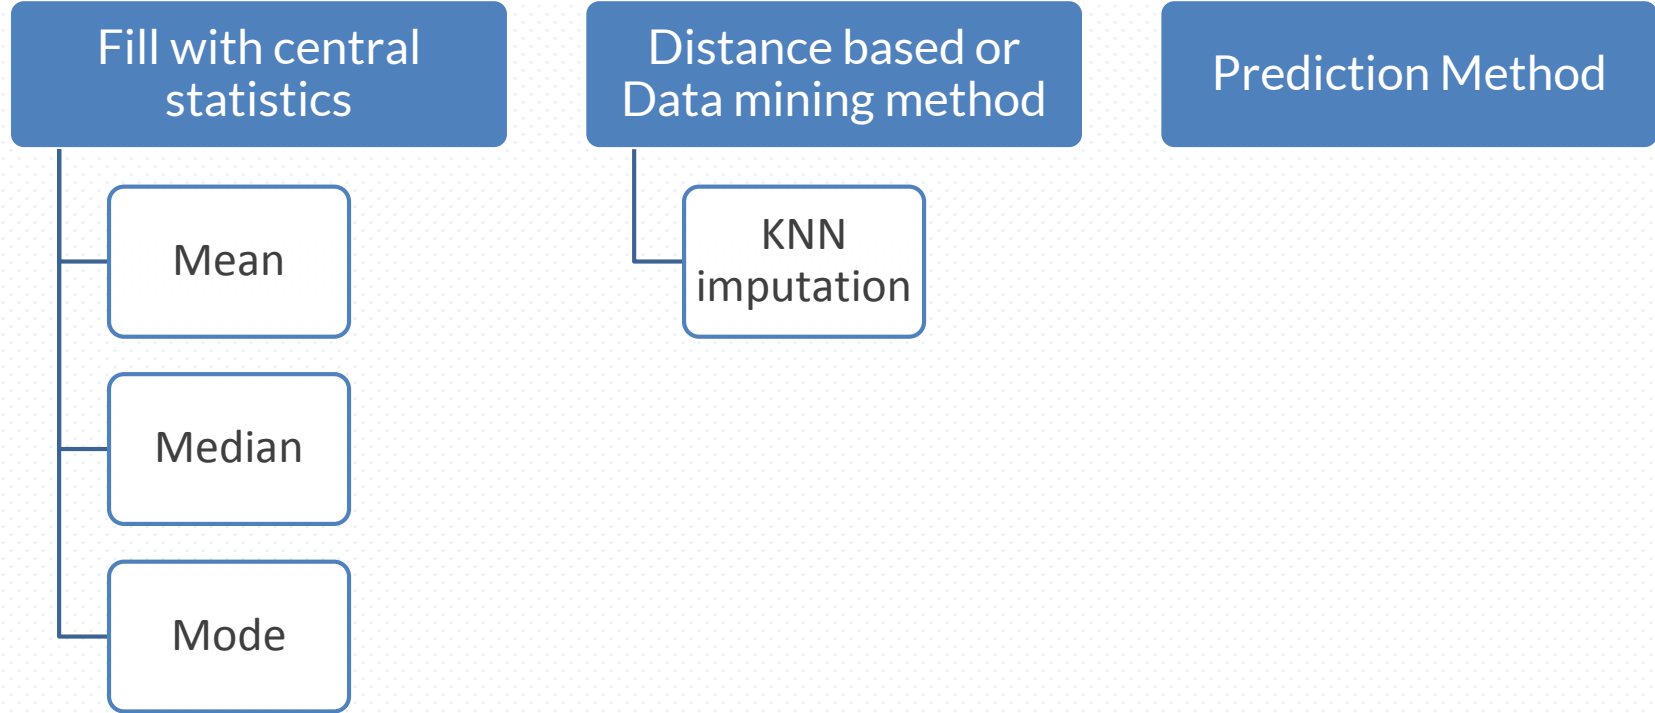 Fill with central
statistics
Mean
Median
Mode
Distance based or
Data mining method
KNN
imputation
Prediction Method